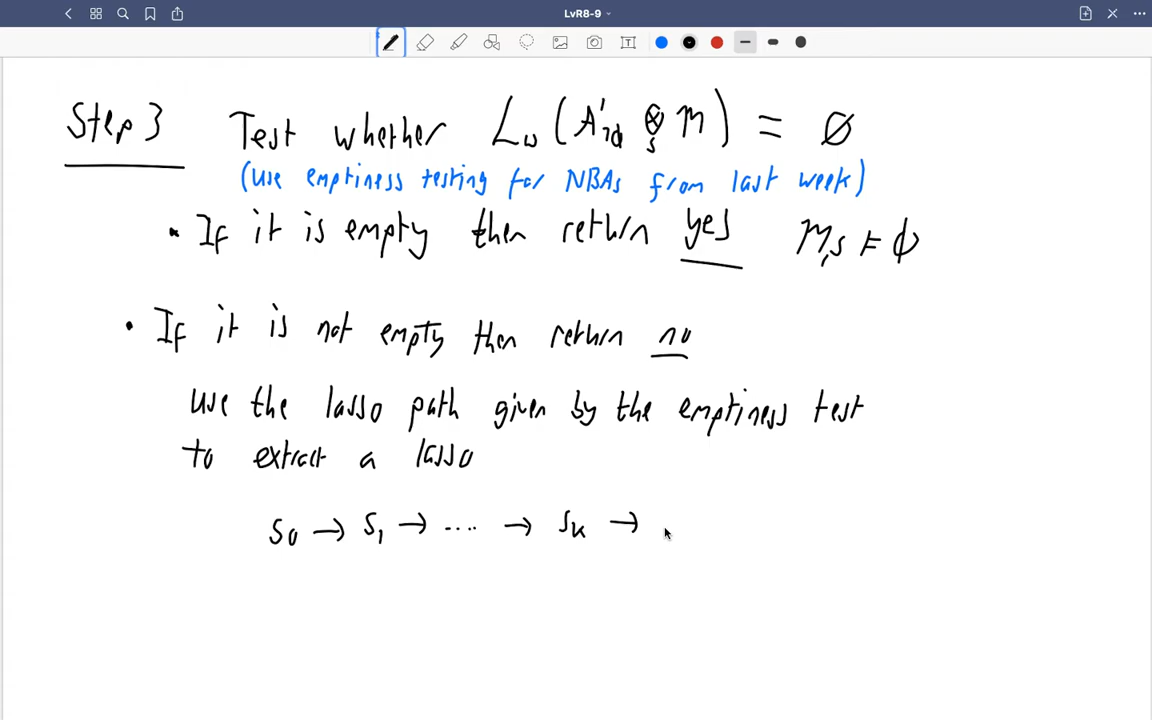 LvR8-9
Step 3 Test whether Lω(A'¬φ ⊗s M) = ∅
(use emptiness testing for NBAs from last week)
• If it is empty then return yes M,s ⊨ φ
• If it is not empty then return no
use the lasso path given by the emptiness test
to extract a lasso
s0 → s1 → .... → sk →